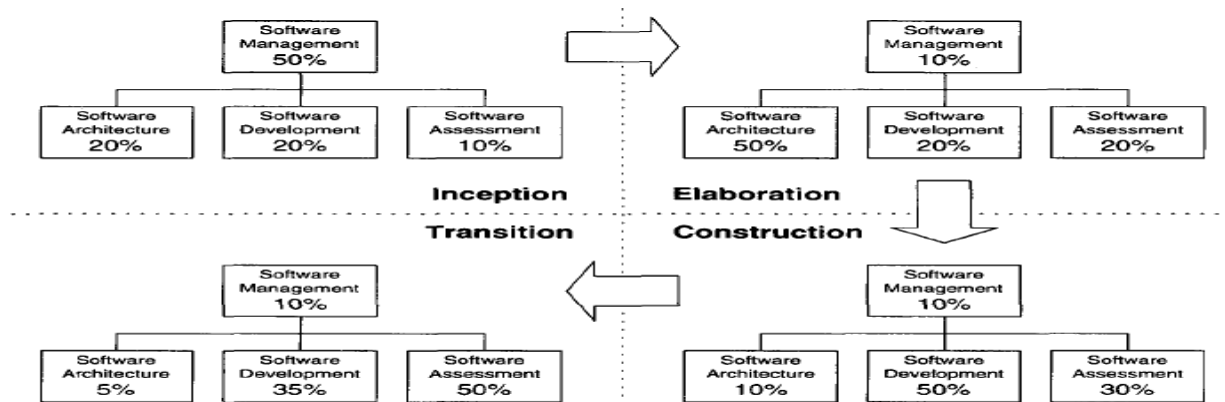 Software
Management
50%
Software
Architecture
20%
Software
Development
20%
Software
Assessment
10%
Inception
Software
Management
10%
Software
Architecture
50%
Software
Development
20%
Software
Assessment
20%
Elaboration
Transition
Software
Management
10%
Software
Architecture
5%
Software
Development
35%
Software
Assessment
50%
Construction
Software
Management
10%
Software
Architecture
10%
Software
Development
50%
Software
Assessment
30%